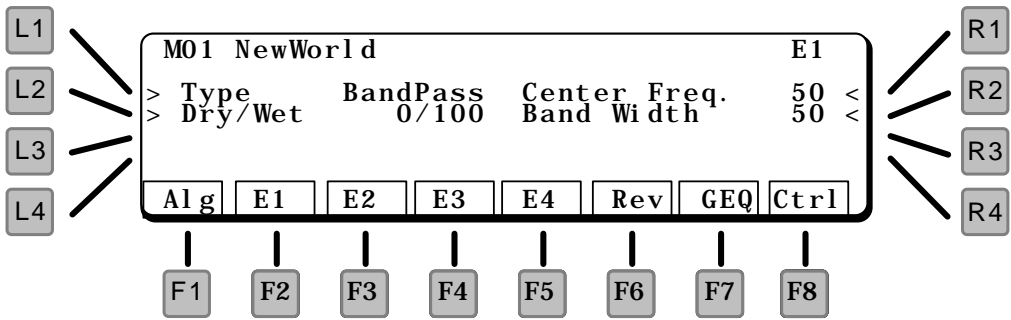 L1
R1
M01 NewWorld E1
L2
R2
> Type BandPass Center Freq. 50 <
> Dry/Wet 0/100 Band Width 50 <
L3
R3
L4
R4
Alg E1 E2 E3 E4 Rev GEQ Ctrl
F1 F2 F3 F4 F5 F6 F7 F8